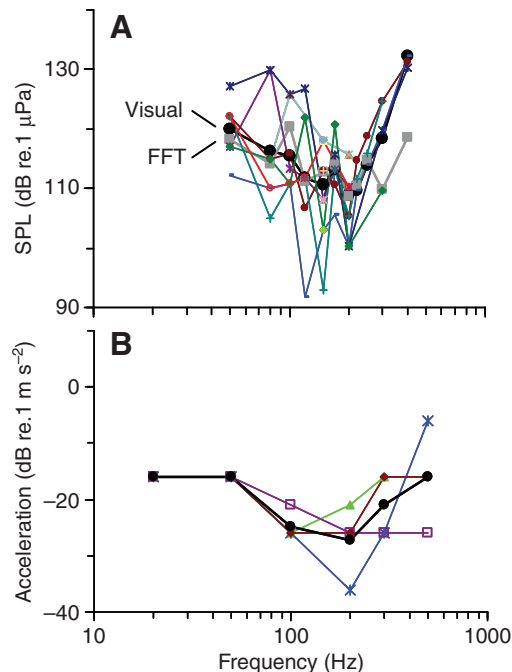 A
130
110
90
SPL (dB re.1 μPa)
Visual
FFT
B
0
−20
−40
Acceleration (dB re.1 m s⁻²)
10
100
1000
Frequency (Hz)